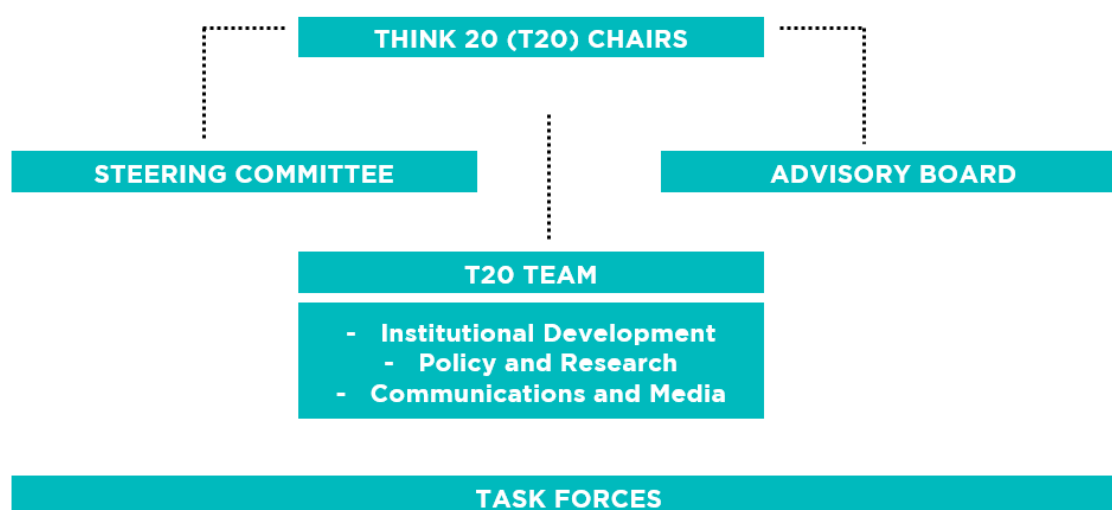 THINK 20 (T20) CHAIRS
STEERING COMMITTEE
ADVISORY BOARD
T20 TEAM
- Institutional Development
- Policy and Research
- Communications and Media
TASK FORCES